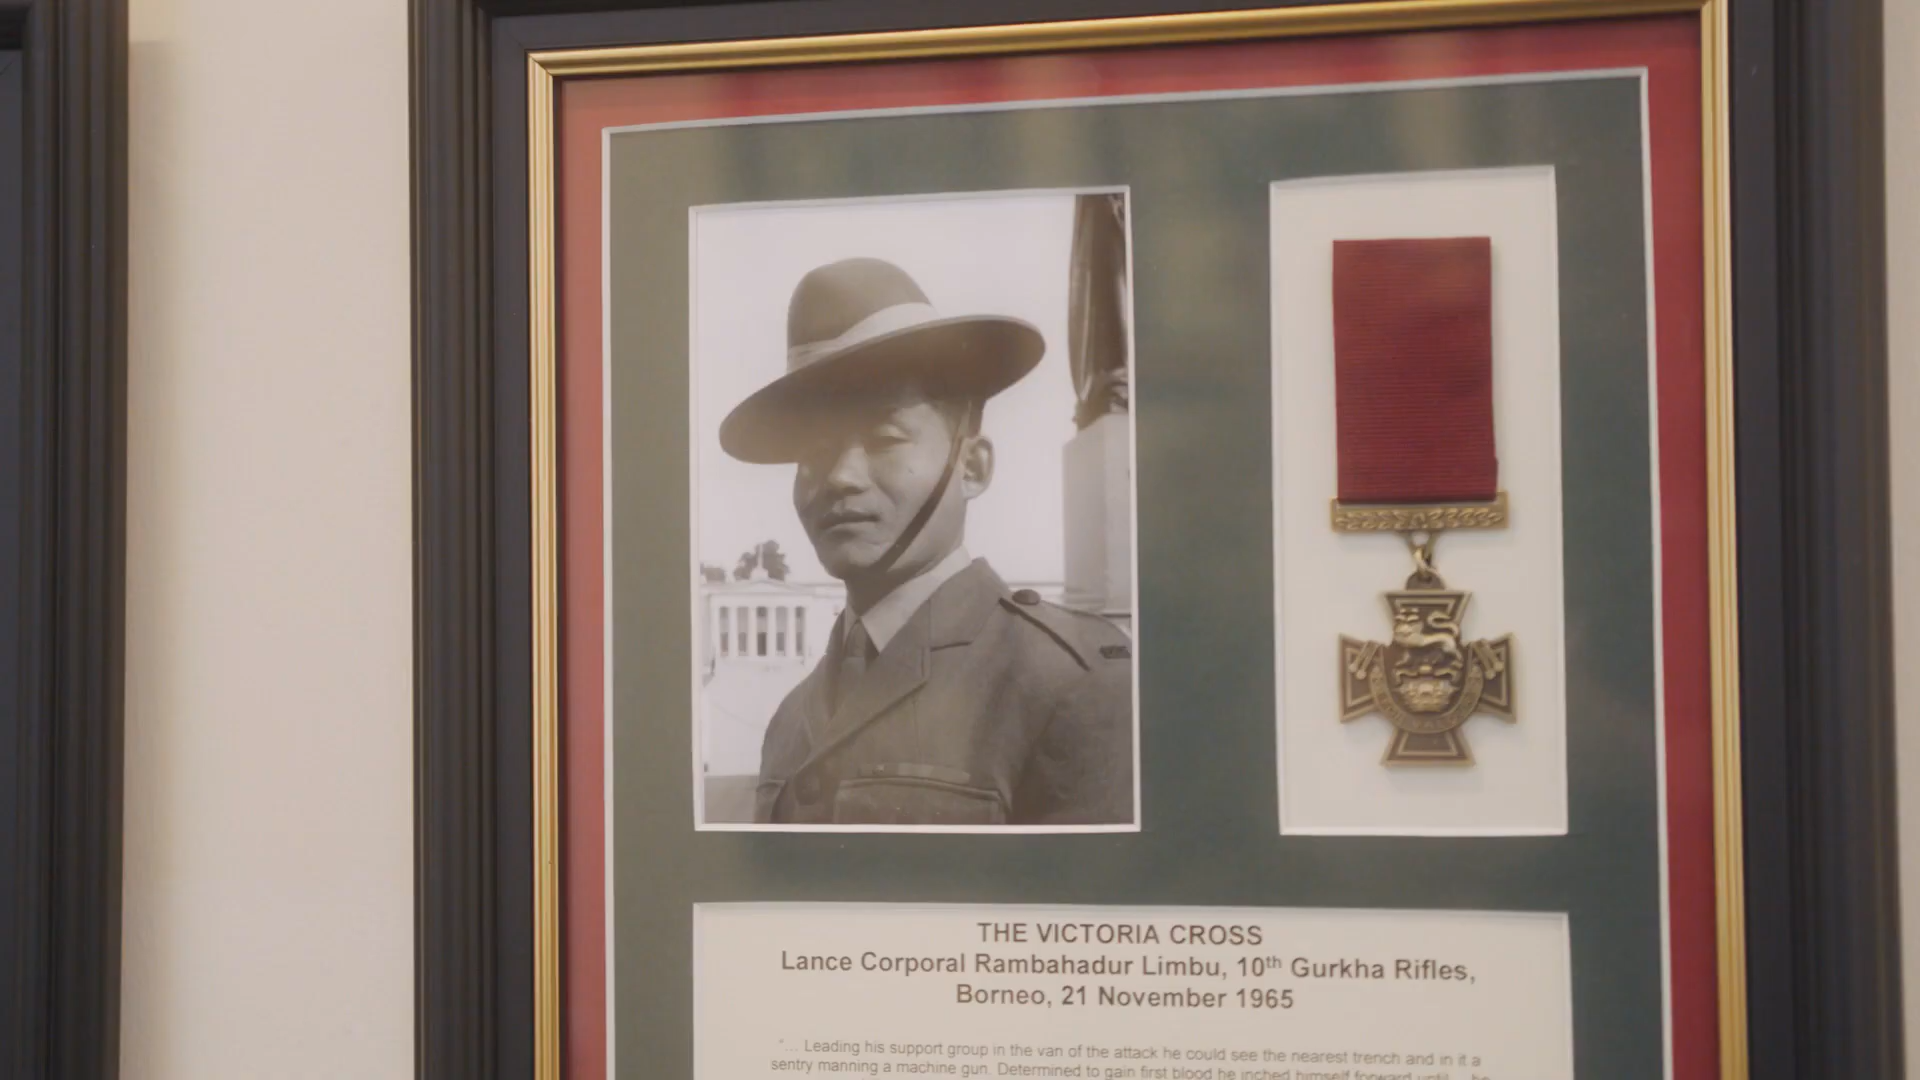 THE VICTORIA CROSS
Lance Corporal Rambahadur Limbu, 10th Gurkha Rifles,
Borneo, 21 November 1965
"... Leading his support group in the van of the attack he could see the nearest trench and in it a
sentry manning a machine gun. Determined to gain first blood he inched himself forward until... he